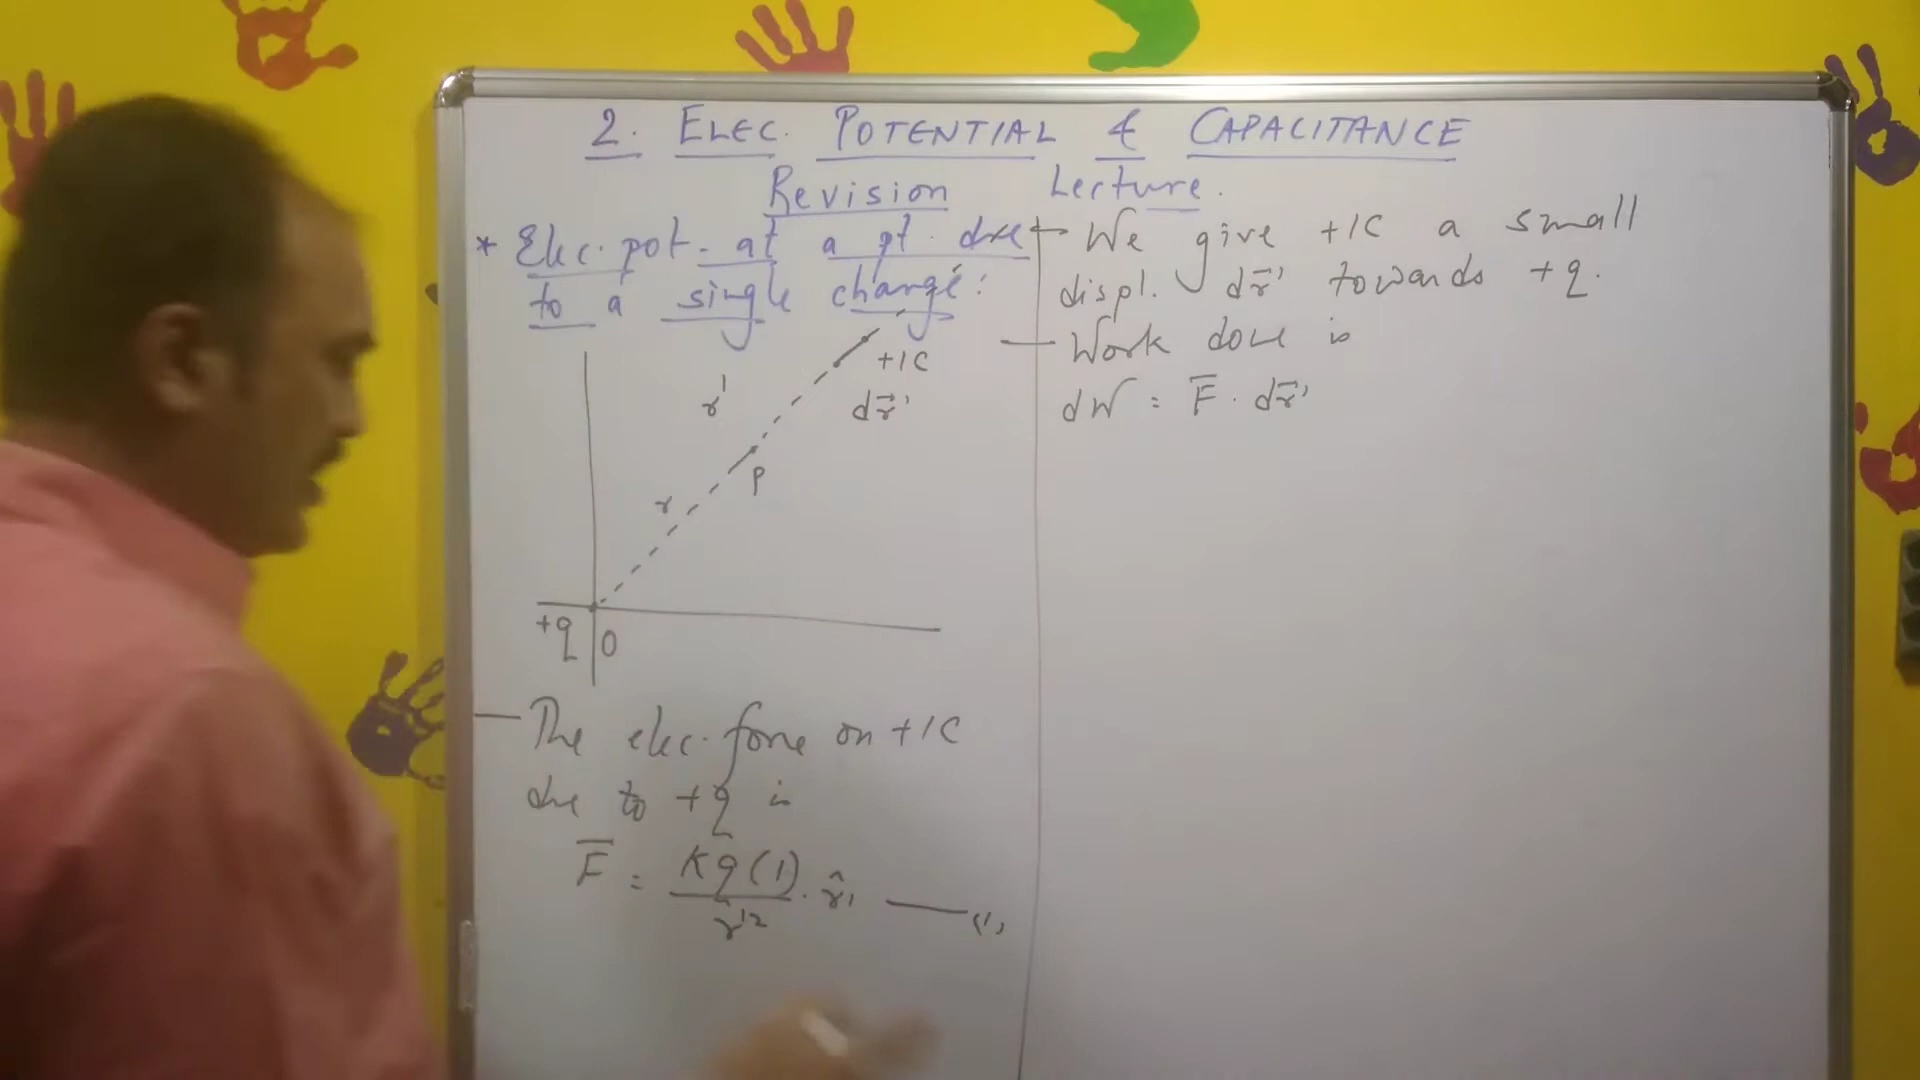 2. ELEC. POTENTIAL & CAPACITANCE
Revision Lecture.
* Elec. pot. at a pt. due
to a single charge:
+1C
dr⃗'
r'
P
r
+q
O
— The elec. force on +1C
due to +q is
F̅ = Kq(1)/r'² . r̂' —— (1)
— We give +1C a small
displ. dr⃗' towards +q.
— Work done is
dW = F̅ . dr⃗'